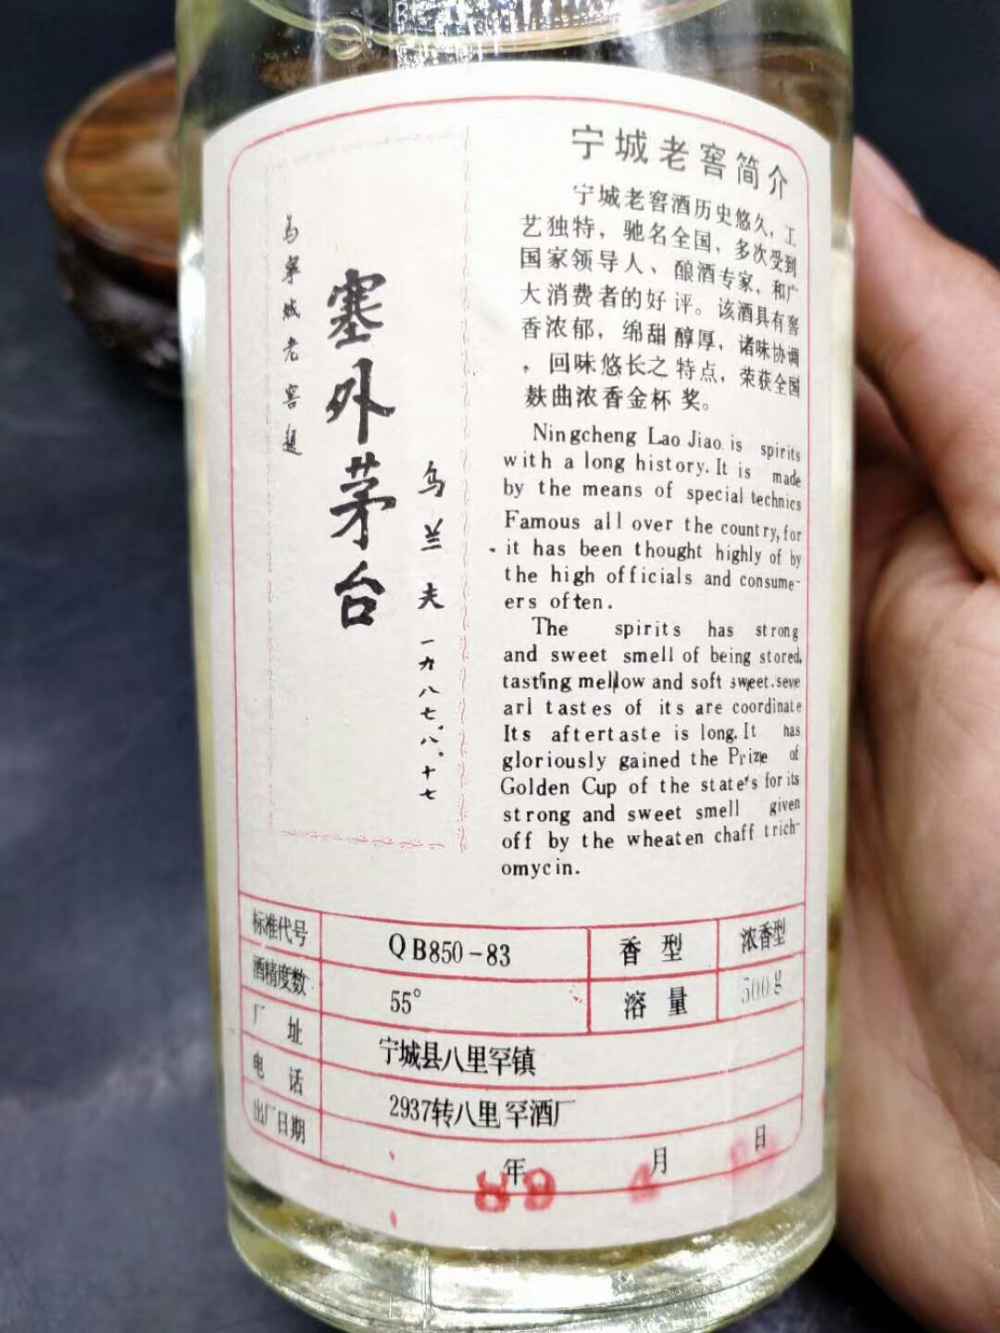 宁城老窖简介
宁城老窖酒历史悠久，工
艺独特，驰名全国，多次受到
国家领导人、酿酒专家，和广
大消费者的好评。该酒具有窖
香浓郁，绵甜醇厚，诸味协调
，回味悠长之特点，荣获全国
麸曲浓香金杯奖。
Ningcheng Lao Jiao is spirits
with a long history. It is made
by the means of special technics
Famous all over the country, for
it has been thought highly of by
the high officials and consume-
ers often.
The spirits has strong
and sweet smell of being stored,
tasting mellow and soft sweet. seve
arl tastes of its are coordinate
Its aftertaste is long. It has
gloriously gained the Prize of
Golden Cup of the state's for its
strong and sweet smell given
off by the wheaten chaff trich-
omycin.
为宁城老窖题
塞外茅台
乌兰夫
一九八七.八.十七
标准代号 QB850-83 香型 浓香型
酒精度数 55° 溶量 500g
厂址 宁城县八里罕镇
电话 2937转八里罕酒厂
出厂日期 年 月 日